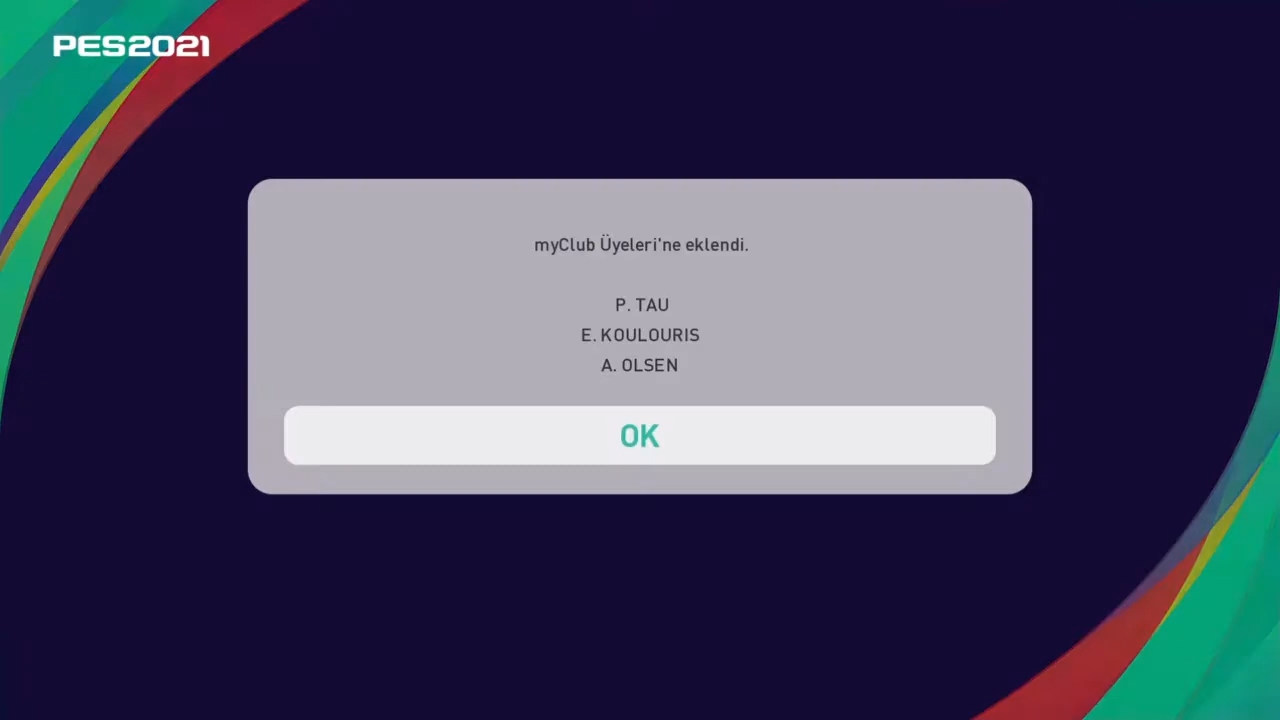 PES2021
myClub Üyeleri'ne eklendi.
P. TAU
E. KOULOURIS
A. OLSEN
OK